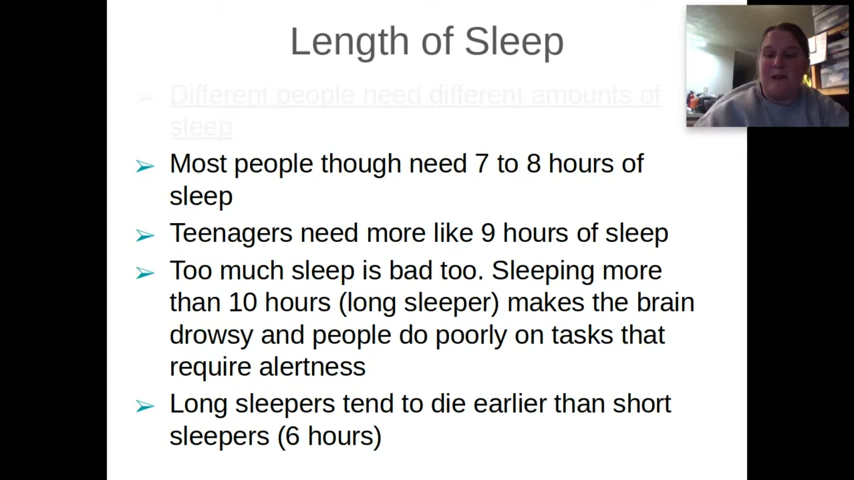 Length of Sleep
Different people need different amounts of
sleep
Most people though need 7 to 8 hours of
sleep
Teenagers need more like 9 hours of sleep
Too much sleep is bad too. Sleeping more
than 10 hours (long sleeper) makes the brain
drowsy and people do poorly on tasks that
require alertness
Long sleepers tend to die earlier than short
sleepers (6 hours)